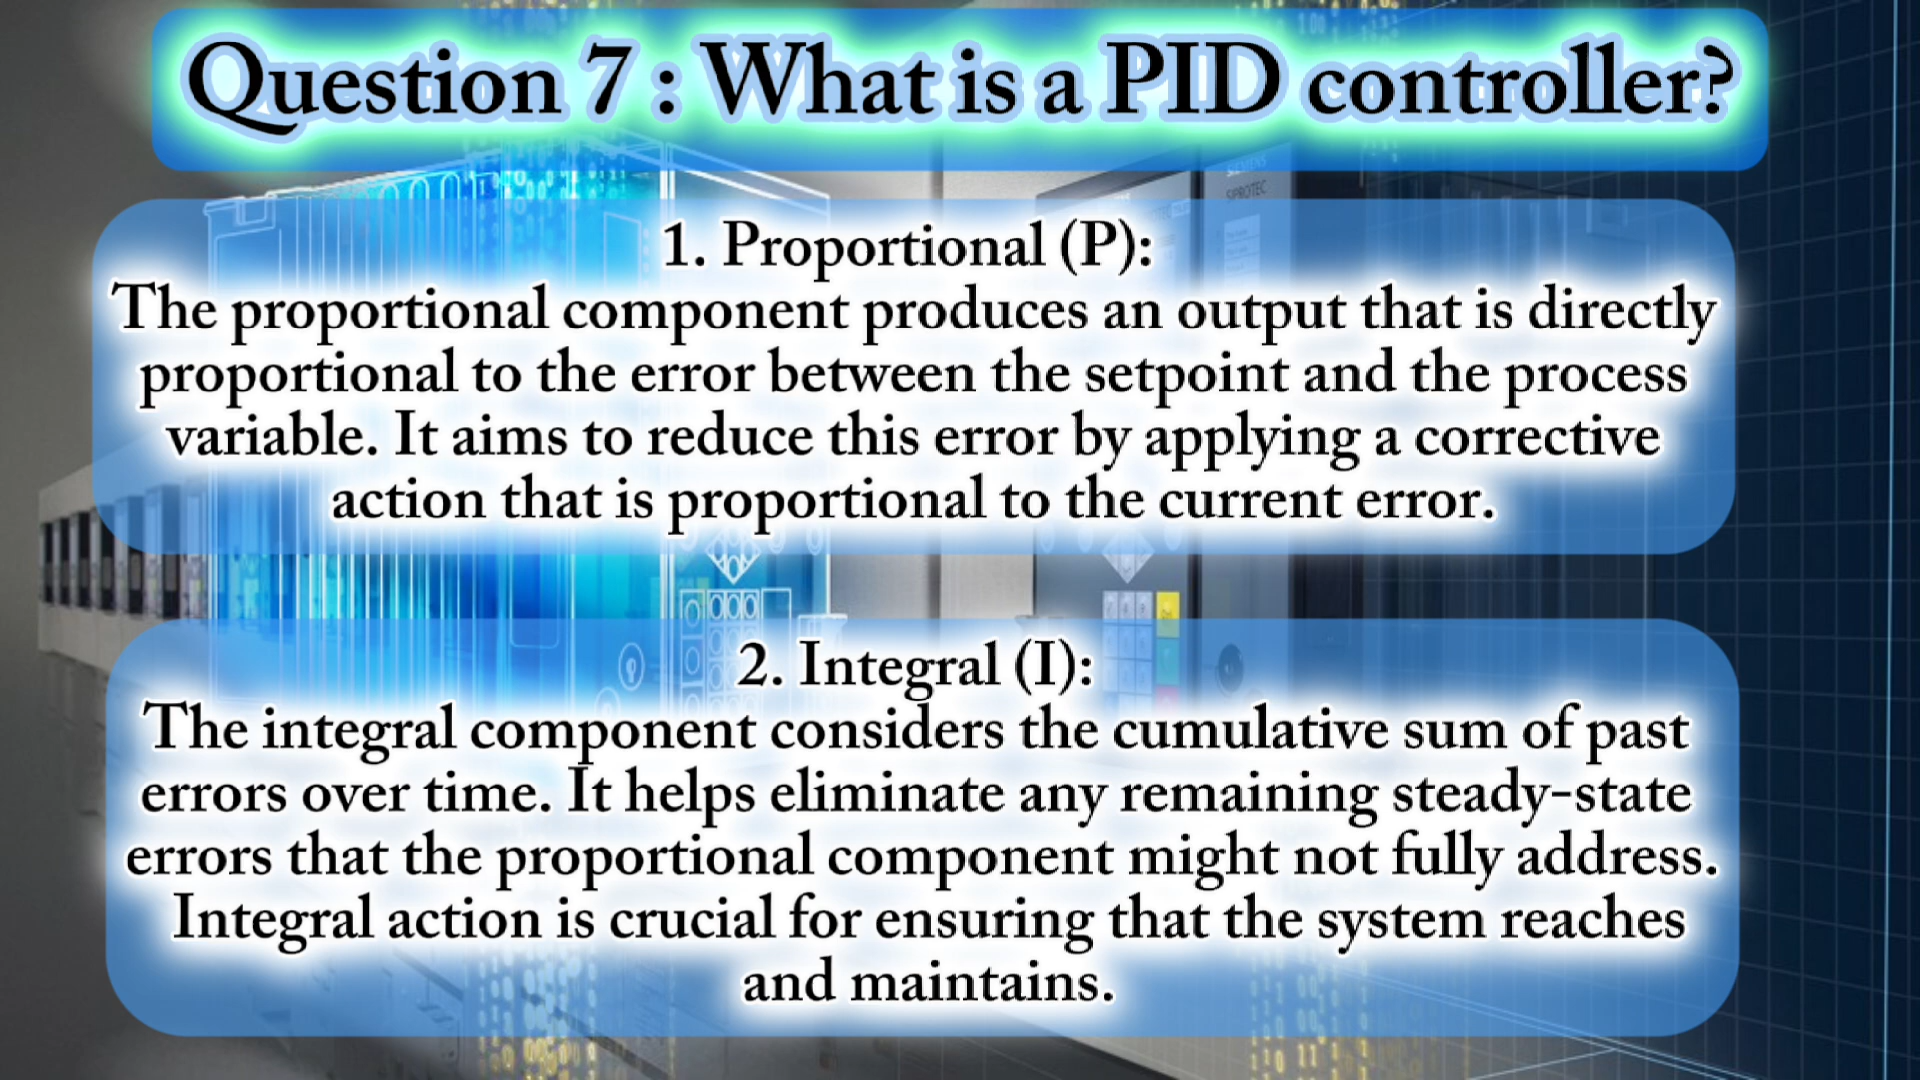 Question 7 : What is a PID controller?
SIEMENS
SIPROTEC
1. Proportional (P):
The proportional component produces an output that is directly
proportional to the error between the setpoint and the process
variable. It aims to reduce this error by applying a corrective
action that is proportional to the current error.
2. Integral (I):
The integral component considers the cumulative sum of past
errors over time. It helps eliminate any remaining steady-state
errors that the proportional component might not fully address.
Integral action is crucial for ensuring that the system reaches
and maintains.